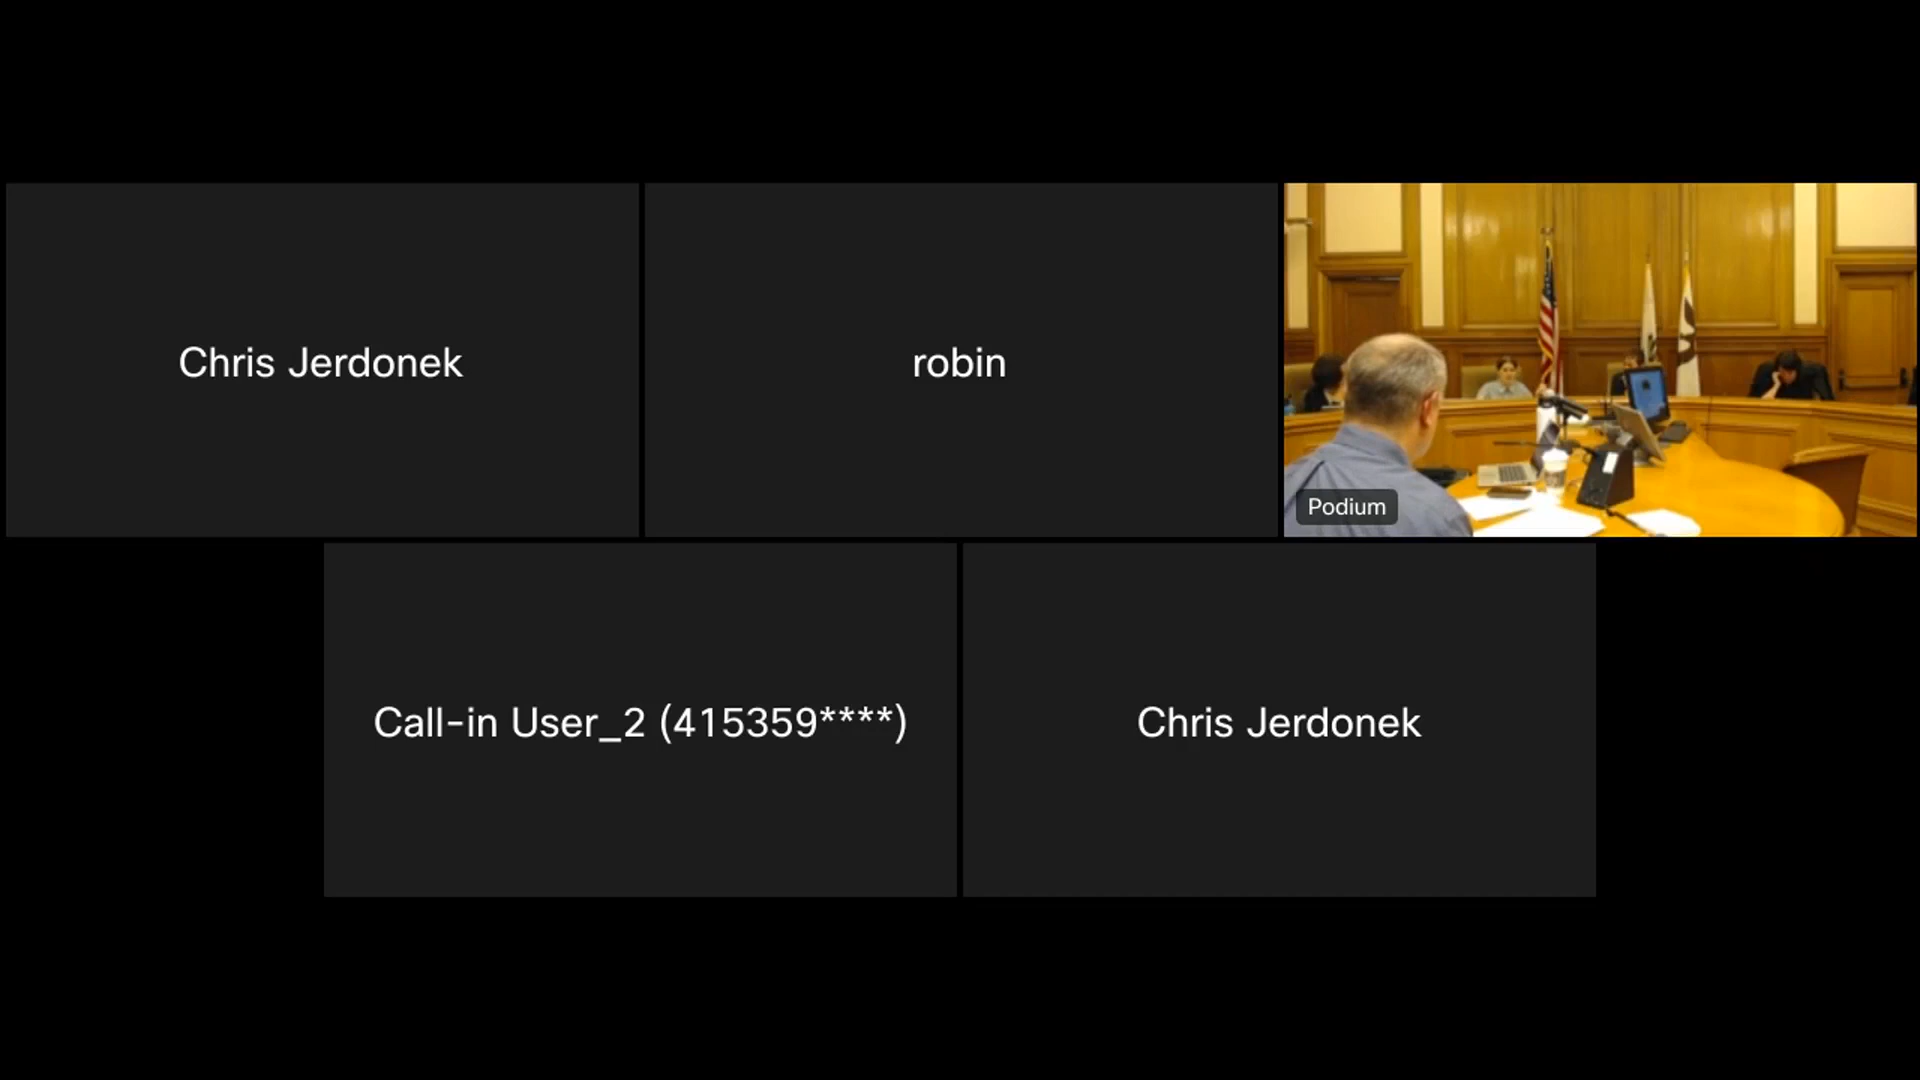 Chris Jerdonek
robin
Podium
Call-in User_2 (415359****)
Chris Jerdonek